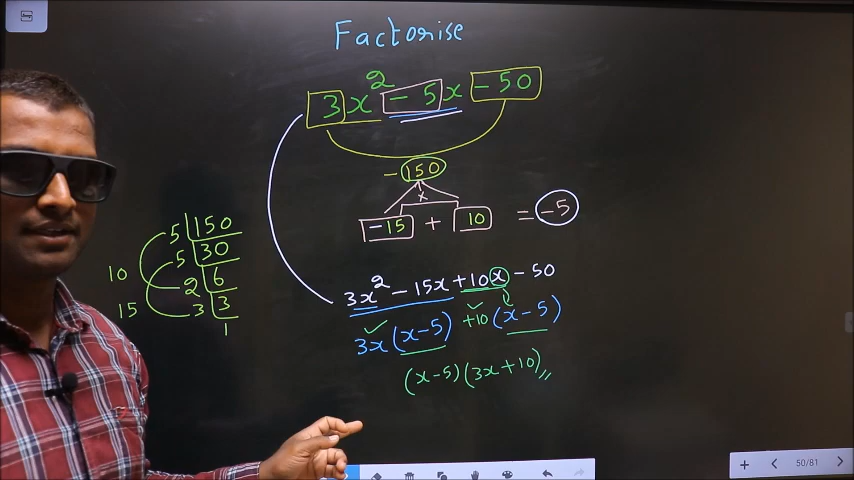 Factorise
3x² - 5x - 50
- 150
x
-15 + 10 = -5
5 | 150
5 | 30
2 | 6
3 | 3
1
10
15
3x² - 15x + 10x - 50
3x (x-5) +10 (x-5)
(x-5) (3x+10)
50/81